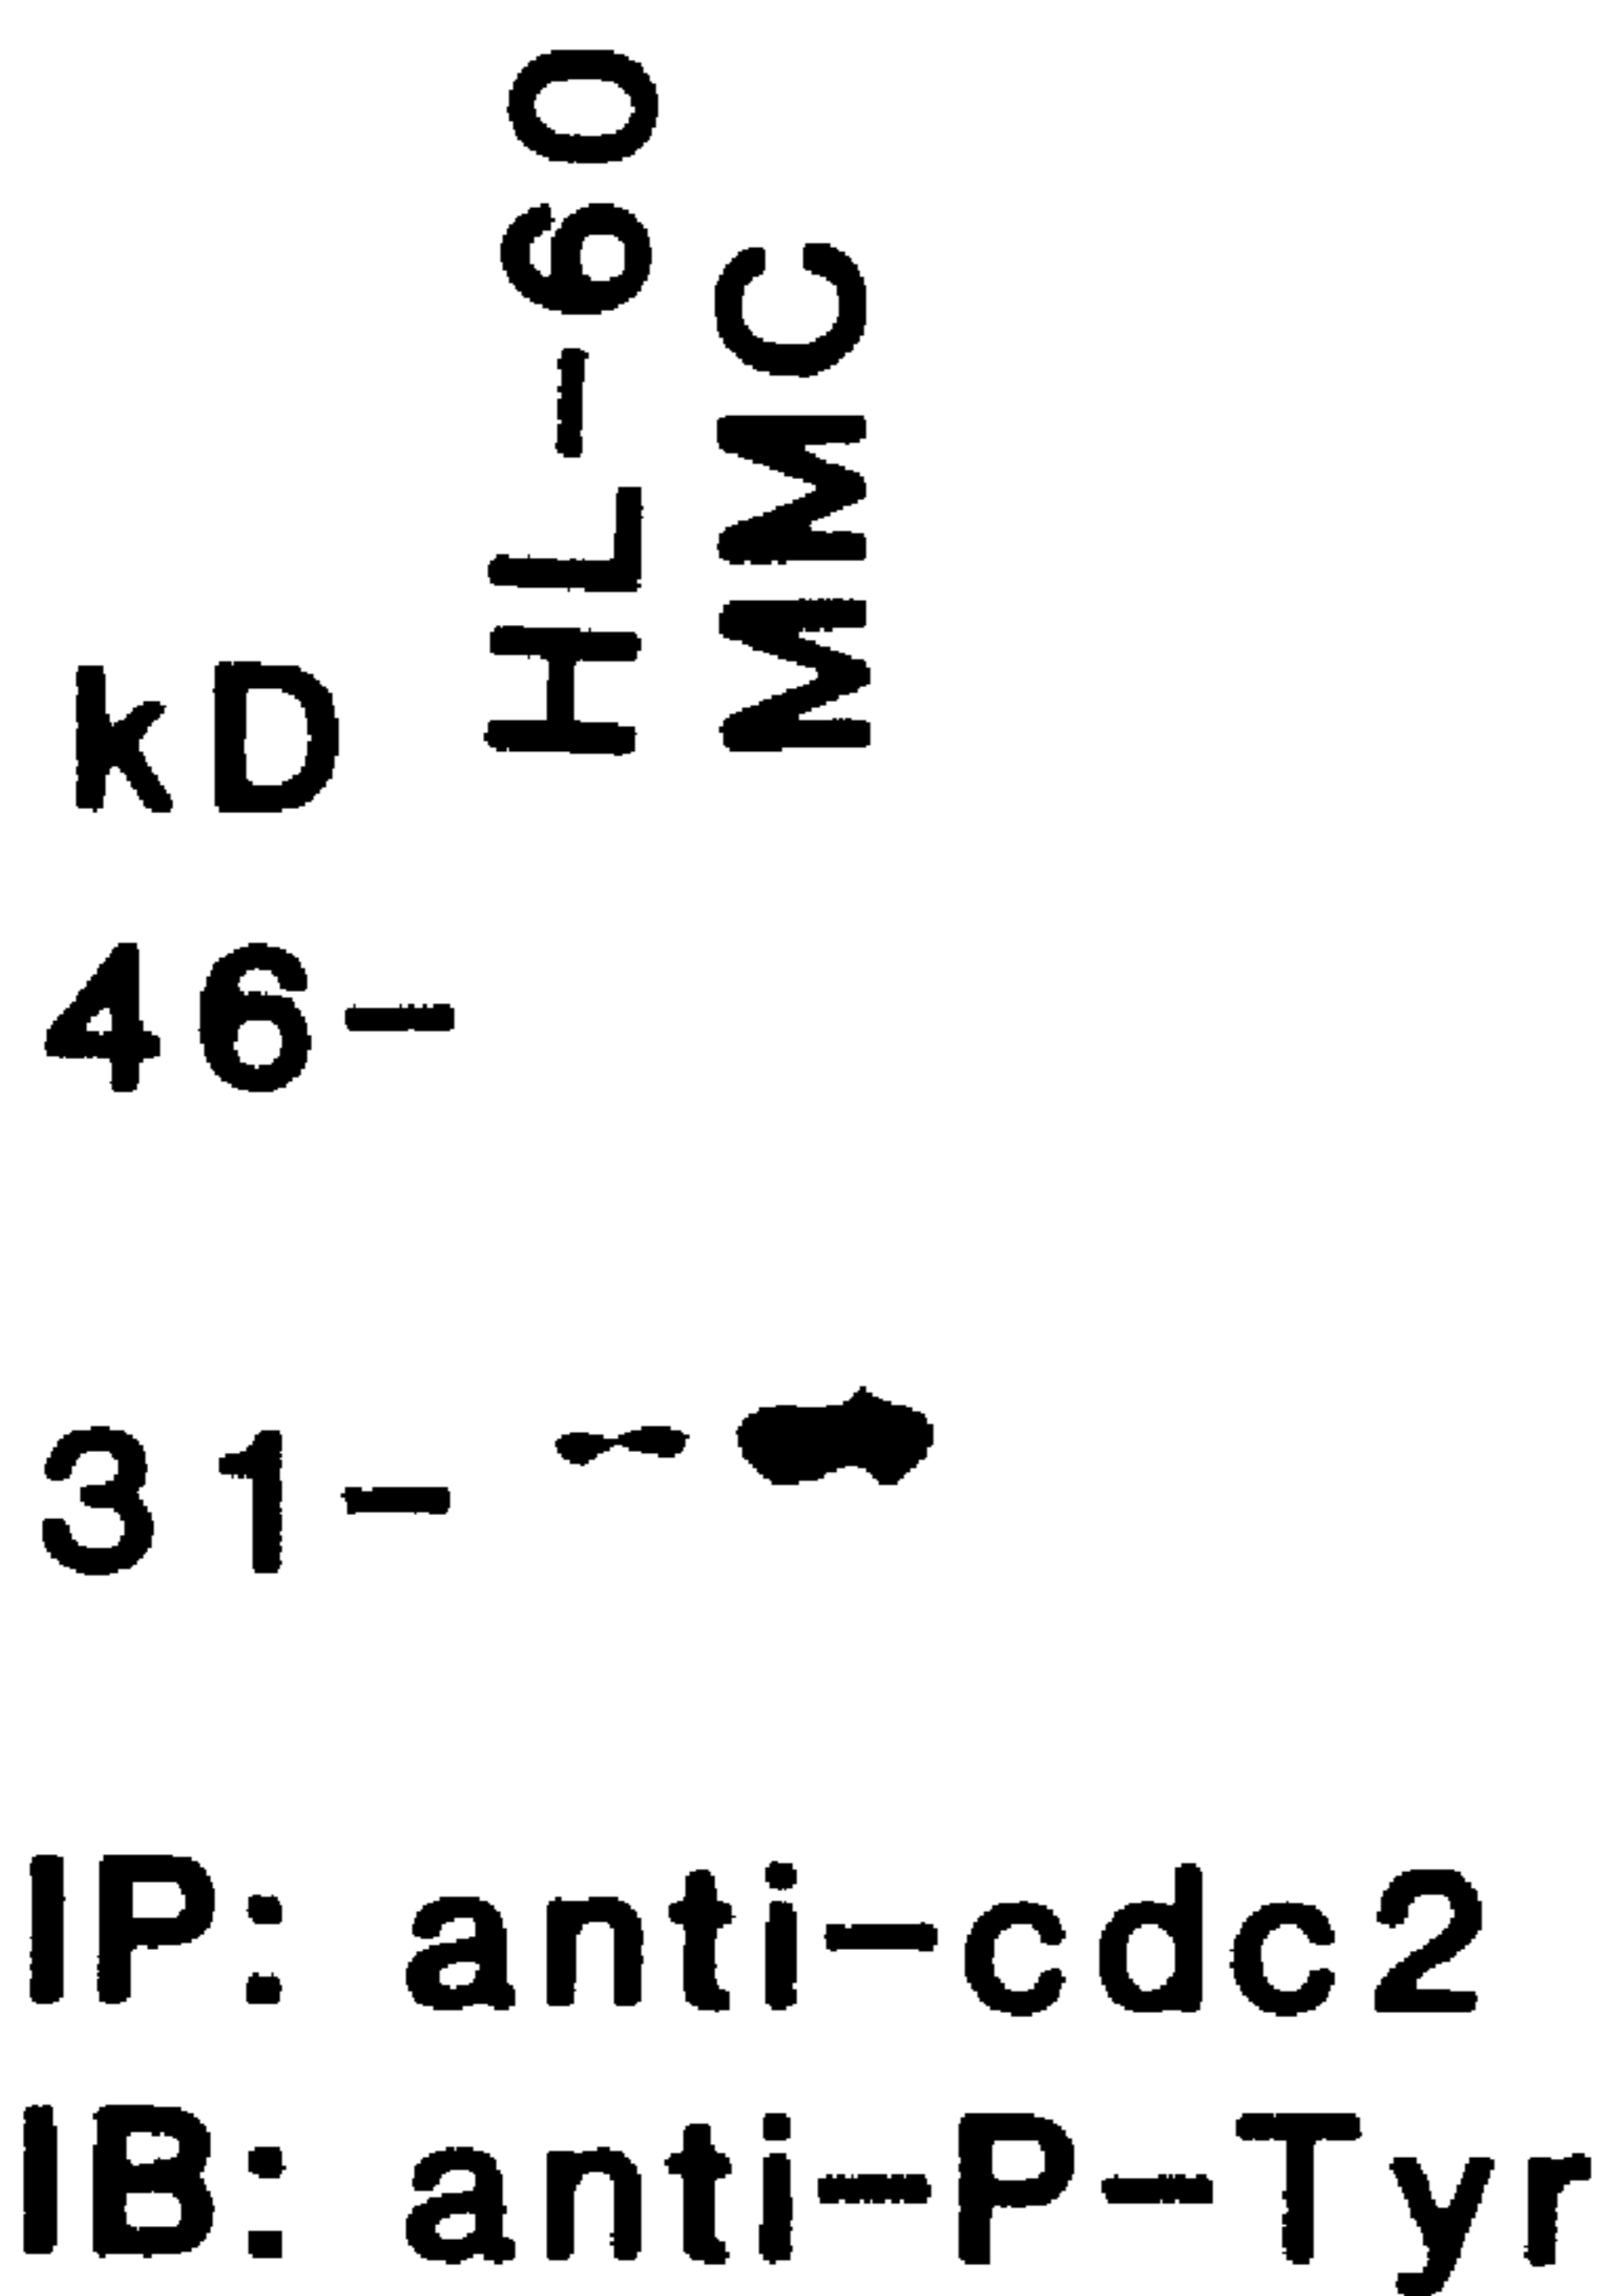 HL-60
MMC
kD
46-
31-
IP: anti-cdc2
IB: anti-P-Tyr